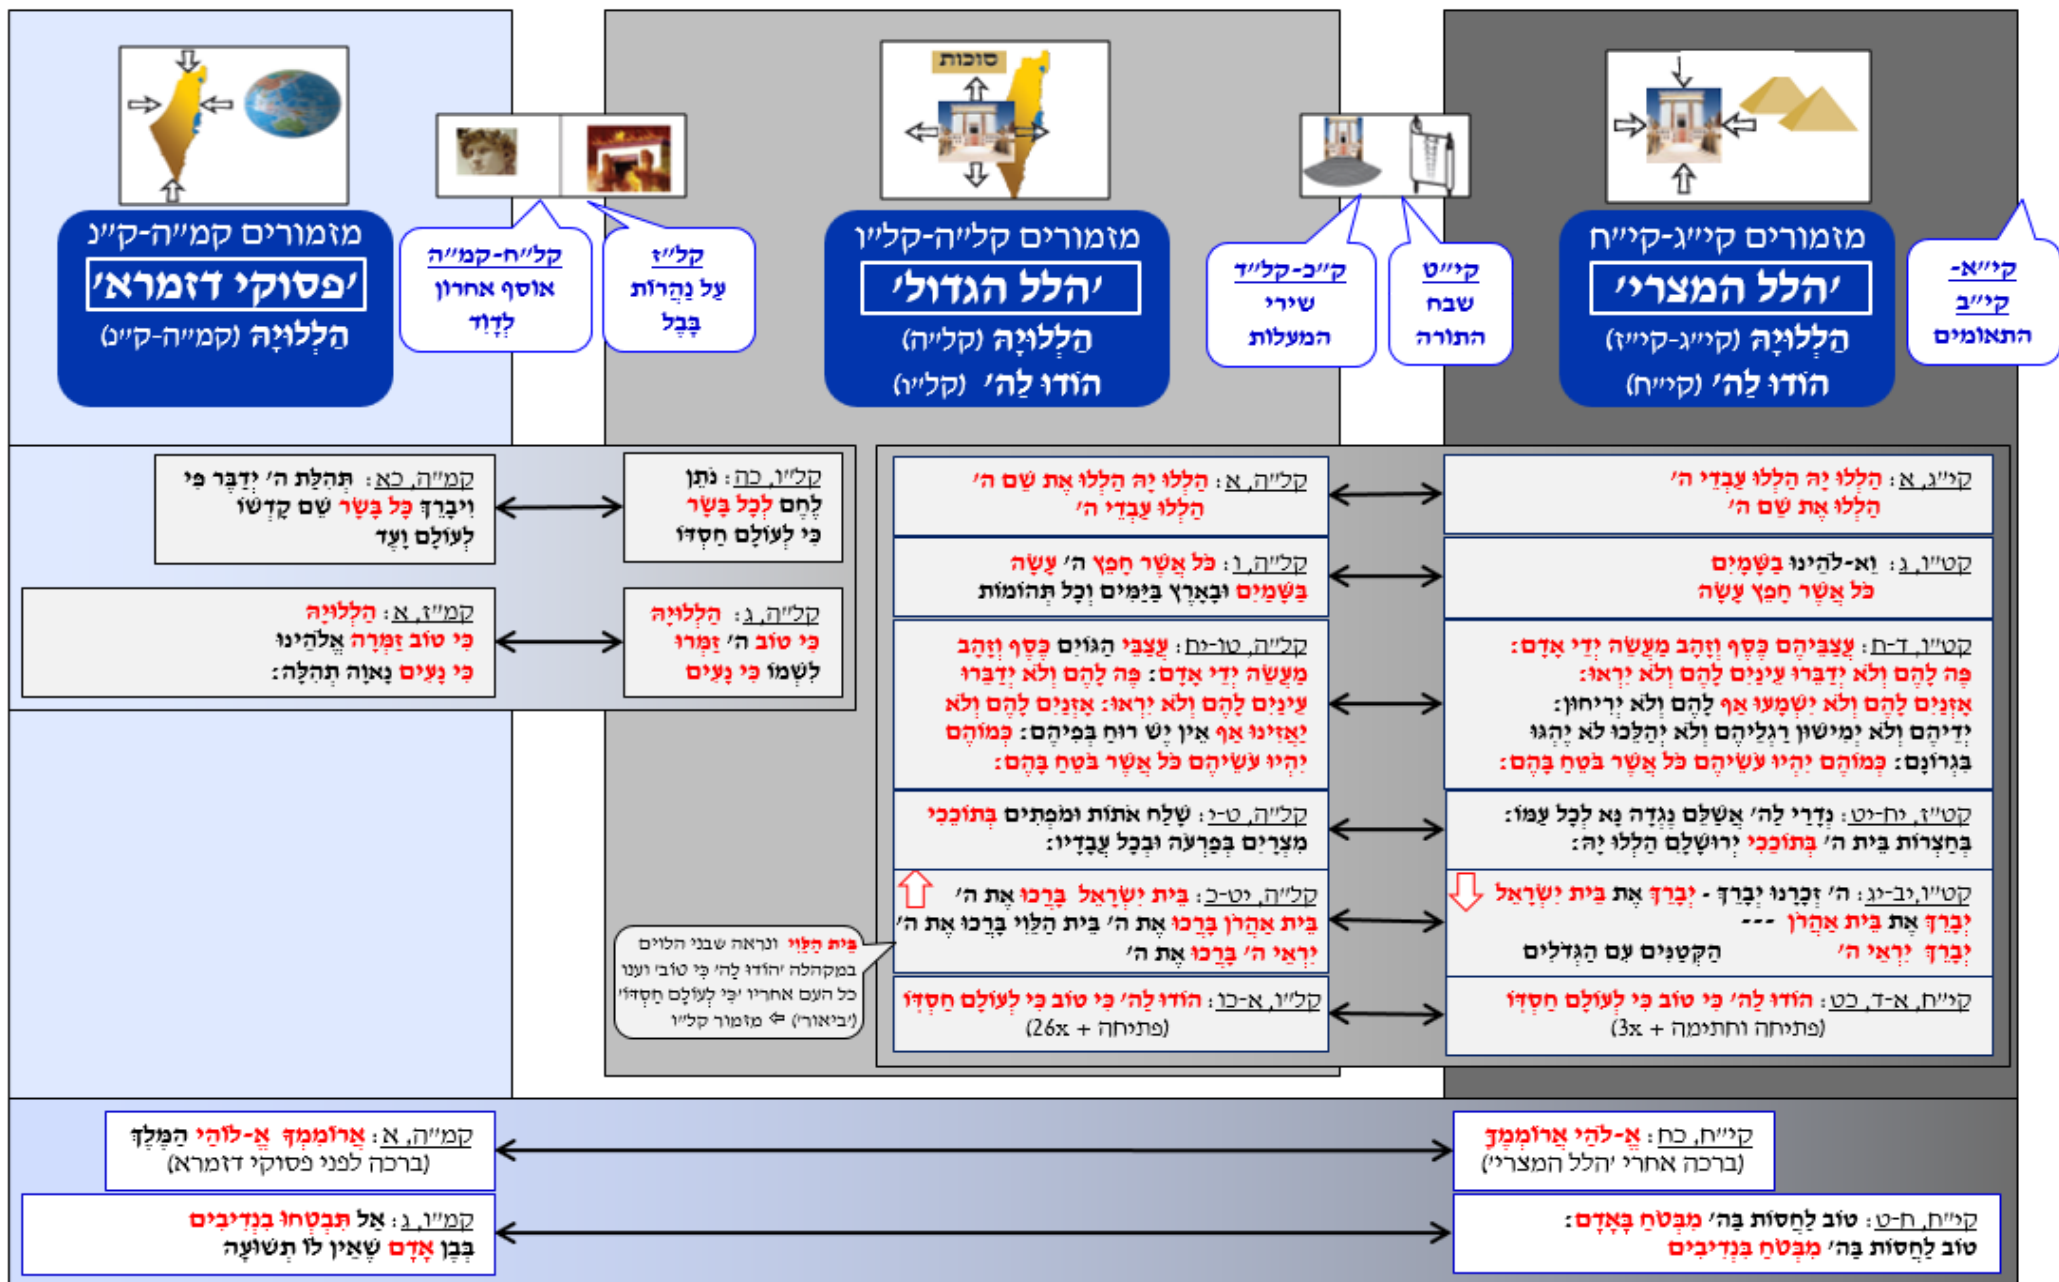 סוכות
מזמורים קי"ג-קי"ח
'הלל המצרי'
הַלְלוּיָהּ (קי"ג-קי"ז)
הוֹדוּ לַה' (קי"ח)
קי"א-
קי"ב
התאומים
קי"ט
שבח
התורה
ק"כ-קל"ד
שירי
המעלות
מזמורים קל"ה-קל"ו
'הלל הגדול'
הַלְלוּיָהּ (קל"ה)
הוֹדוּ לַה' (קל"ו)
קל"ז
עַל נַהֲרוֹת
בָּבֶל
קל"ח-קמ"ה
אוסף אחרון
לְדָוִד
מזמורים קמ"ה-ק"נ
'פסוקי דזמרא'
הַלְלוּיָהּ (קמ"ה-ק"נ)
קי"ג, א: הַלְלוּ יָהּ הַלְלוּ עַבְדֵי ה'
הַלְלוּ אֶת שֵׁם ה'
קל"ה, א: הַלְלוּ יָהּ הַלְלוּ אֶת שֵׁם ה'
הַלְלוּ עַבְדֵי ה'
קל"ו, כה: נֹתֵן
לֶחֶם לְכָל בָּשָׂר
כִּי לְעוֹלָם חַסְדּוֹ
קמ"ה, כא: תְּהִלַּת ה' יְדַבֶּר פִּי
וִיבָרֵךְ כָּל בָּשָׂר שֵׁם קָדְשׁוֹ
לְעוֹלָם וָעֶד
קט"ו, ג: וֵא-לֹהֵינוּ בַשָּׁמָיִם
כֹּל אֲשֶׁר חָפֵץ עָשָׂה
קל"ה, ו: כֹּל אֲשֶׁר חָפֵץ ה' עָשָׂה
בַּשָּׁמַיִם וּבָאָרֶץ בַּיַּמִּים וְכָל תְּהֹמוֹת
קל"ה, ג: הַלְלוּיָהּ
כִּי טוֹב ה' זַמְּרוּ
לִשְׁמוֹ כִּי נָעִים
קמ"ז, א: הַלְלוּיָהּ
כִּי טוֹב זַמְּרָה אֱלֹהֵינוּ
כִּי נָעִים נָאוָה תְהִלָּה:
קט"ו, ד-ח: עֲצַבֵּיהֶם כֶּסֶף וְזָהָב מַעֲשֵׂה יְדֵי אָדָם:
פֶּה לָהֶם וְלֹא יְדַבֵּרוּ עֵינַיִם לָהֶם וְלֹא יִרְאוּ:
אָזְנַיִם לָהֶם וְלֹא יִשְׁמָעוּ אַף לָהֶם וְלֹא יְרִיחוּן:
יְדֵיהֶם וְלֹא יְמִישׁוּן רַגְלֵיהֶם וְלֹא יְהַלֵּכוּ לֹא יֶהְגּוּ
בִּגְרוֹנָם: כְּמוֹהֶם יִהְיוּ עֹשֵׂיהֶם כֹּל אֲשֶׁר בֹּטֵחַ בָּהֶם:
קל"ה, טו-יח: עֲצַבֵּי הַגּוֹיִם כֶּסֶף וְזָהָב
מַעֲשֵׂה יְדֵי אָדָם: פֶּה לָהֶם וְלֹא יְדַבֵּרוּ
עֵינַיִם לָהֶם וְלֹא יִרְאוּ: אָזְנַיִם לָהֶם וְלֹא
יַאֲזִינוּ אַף אֵין יֶשׁ רוּחַ בְּפִיהֶם: כְּמוֹהֶם
יִהְיוּ עֹשֵׂיהֶם כֹּל אֲשֶׁר בֹּטֵחַ בָּהֶם:
קט"ז, יח-יט: נְדָרַי לַה' אֲשַׁלֵּם נֶגְדָה נָּא לְכָל עַמּוֹ:
בְּחַצְרוֹת בֵּית ה' בְּתוֹכֵכִי יְרוּשָׁלָם הַלְלוּ יָהּ:
קל"ה, ט-י: שָׁלַח אֹתוֹת וּמֹפְתִים בְּתוֹכֵכִי
מִצְרָיִם בְּפַרְעֹה וּבְכָל עֲבָדָיו:
קט"ו,יב-יג: ה' זְכָרָנוּ יְבָרֵךְ - יְבָרֵךְ אֶת בֵּית יִשְׂרָאֵל
יְבָרֵךְ אֶת בֵּית אַהֲרֹן ---
יְבָרֵךְ יִרְאֵי ה' הַקְּטַנִּים עִם הַגְּדֹלִים
קל"ה, יט-כ: בֵּית יִשְׂרָאֵל בָּרְכוּ אֶת ה'
בֵּית אַהֲרֹן בָּרְכוּ אֶת ה' בֵּית הַלֵּוִי בָּרְכוּ אֶת ה'
יִרְאֵי ה' בָּרְכוּ אֶת ה'
בֵּית הַלֵּוִי ונראה שבני הלוים
במקהלה 'הודו לה' כי טוב' וענו
כל העם אחריו 'כִּי לְעוֹלָם חַסְדּוֹ'
('ביאור') ⇦ מזמור קל"ו
קי"ח, א-ד, כט: הוֹדוּ לַה' כִּי טוֹב כִּי לְעוֹלָם חַסְדּוֹ
(פתיחה וחתימה + 3x)
קל"ו, א-כו: הוֹדוּ לַה' כִּי טוֹב כִּי לְעוֹלָם חַסְדּוֹ
(פתיחה + 26x)
קי"ח, כח: אֱ-לֹהַי אֲרוֹמְמֶךָּ
(ברכה אחרי 'הלל המצרי')
קמ"ה, א: אֲרוֹמִמְךָ אֱ-לוֹהַי הַמֶּלֶךְ
(ברכה לפני פסוקי דזמרא)
קי"ח, ח-ט: טוֹב לַחֲסוֹת בַּה' מִבְּטֹחַ בָּאָדָם:
טוֹב לַחֲסוֹת בַּה' מִבְּטֹחַ בִּנְדִיבִים
קמ"ו, ג: אַל תִּבְטְחוּ בִנְדִיבִים
בְּבֶן אָדָם שֶׁאֵין לוֹ תְשׁוּעָה